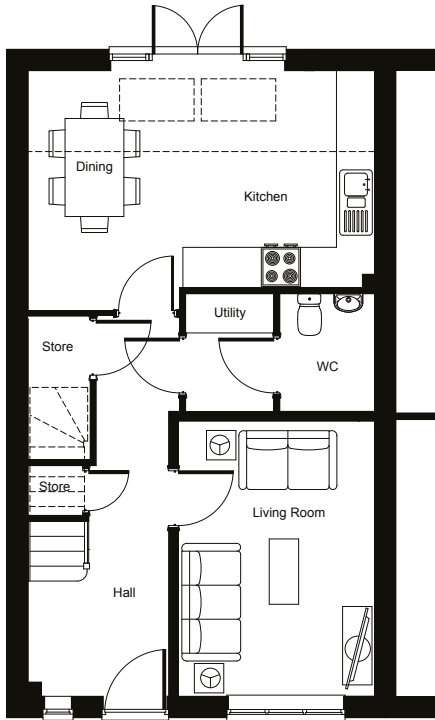 Dining
Kitchen
Utility
Store
WC
Store
Living Room
Hall